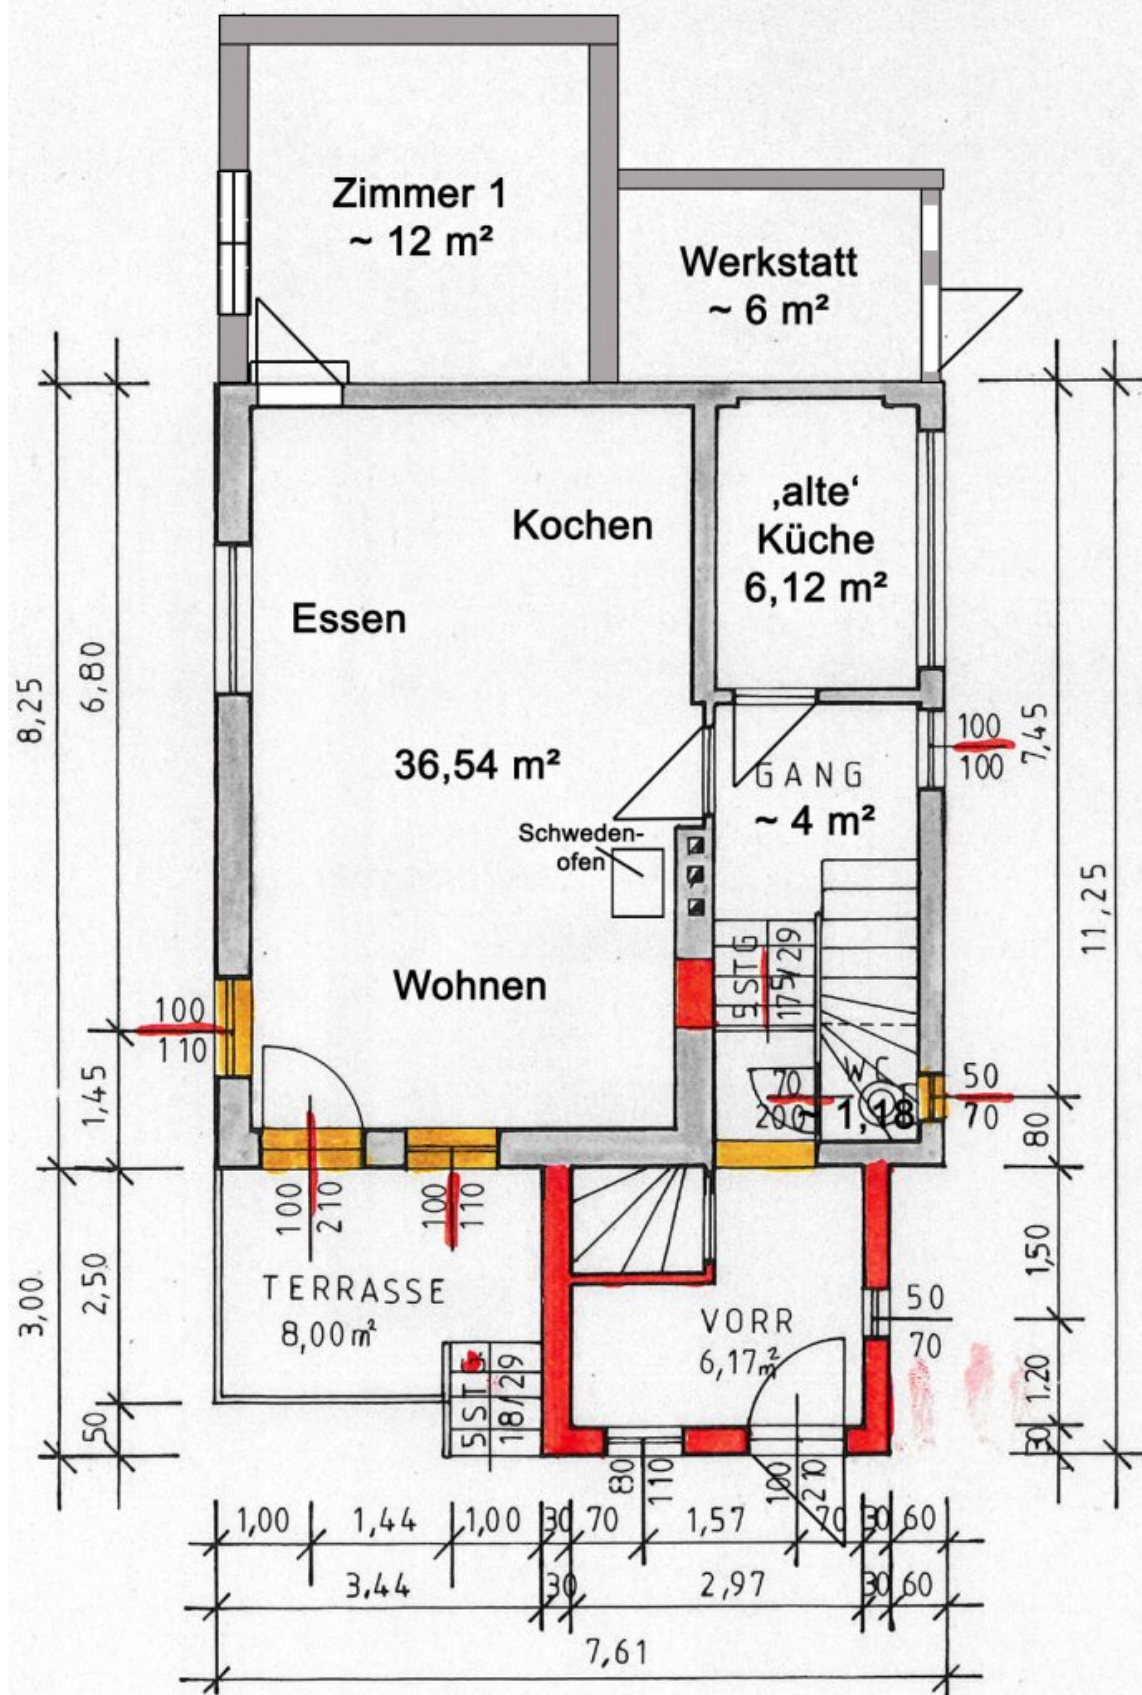 Zimmer 1
~ 12 m²
Werkstatt
~ 6 m²
‚alte‘
Küche
6,12 m²
Kochen
Essen
36,54 m²
Schweden-
ofen
Wohnen
GANG
~ 4 m²
5 STG
175/29
WC
~ 1,18
70
200
100
100
50
70
100
110
100
210
100
110
TERRASSE
8,00 m²
5 ST
18/29
VORR
6,17 m²
50
70
80
110
100
210
8,25
6,80
1,45
3,00
2,50
50
7,45
11,25
80
1,50
1,20
30
1,00
1,44
1,00
30
70
1,57
70
30
60
3,44
30
2,97
30
60
7,61